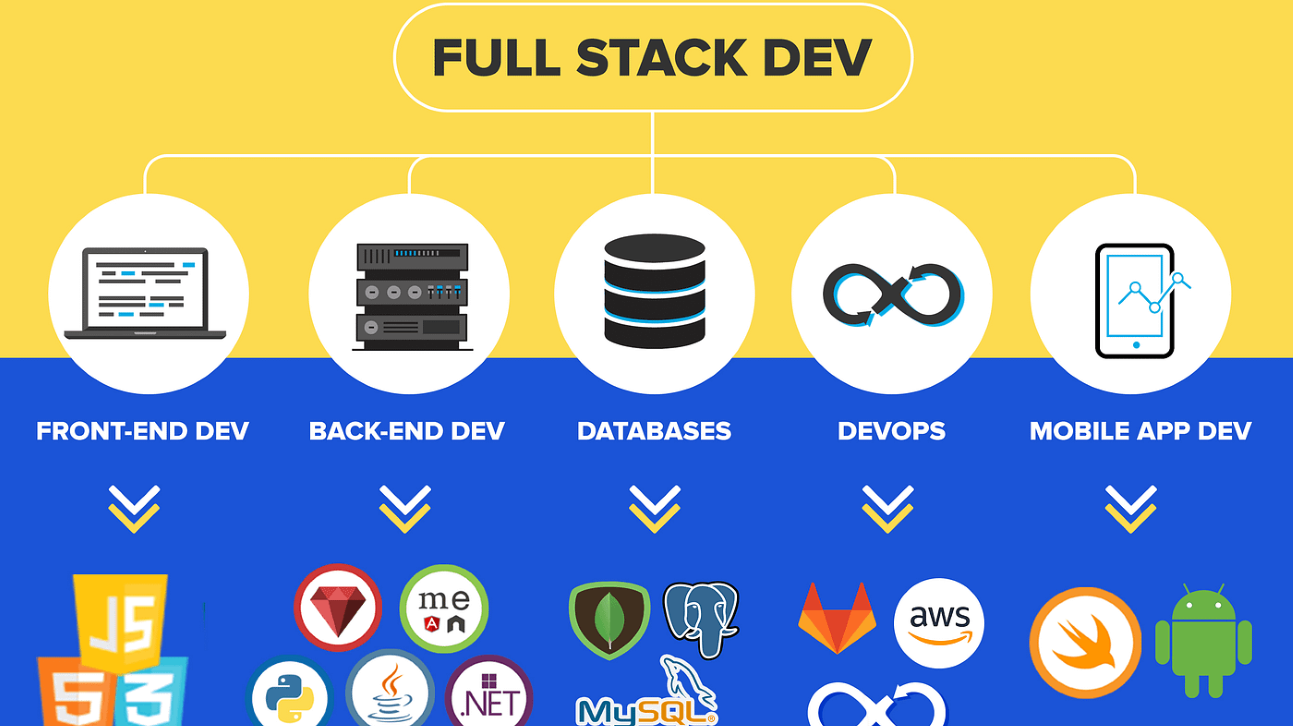 FULL STACK DEV
FRONT-END DEV
BACK-END DEV
DATABASES
DEVOPS
MOBILE APP DEV
JS
me
A
aws
5
3
.NET
MySQL®